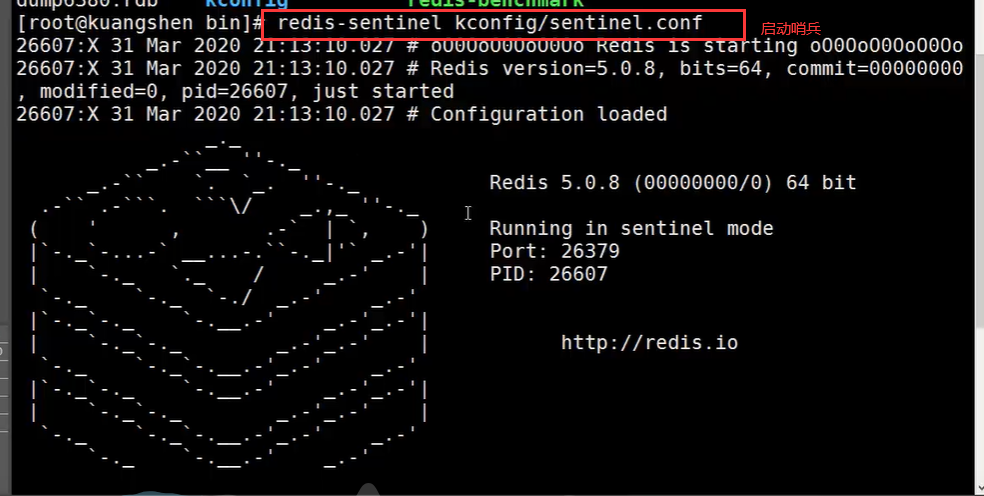 dump6380.rdb kconfig redis-benchmark
[root@kuangshen bin]# redis-sentinel kconfig/sentinel.conf 启动哨兵
26607:X 31 Mar 2020 21:13:10.027 # oO0OoO0OoO0Oo Redis is starting oO0OoO0OoO0Oo
26607:X 31 Mar 2020 21:13:10.027 # Redis version=5.0.8, bits=64, commit=00000000
, modified=0, pid=26607, just started
26607:X 31 Mar 2020 21:13:10.027 # Configuration loaded
Redis 5.0.8 (00000000/0) 64 bit
Running in sentinel mode
Port: 26379
PID: 26607
http://redis.io